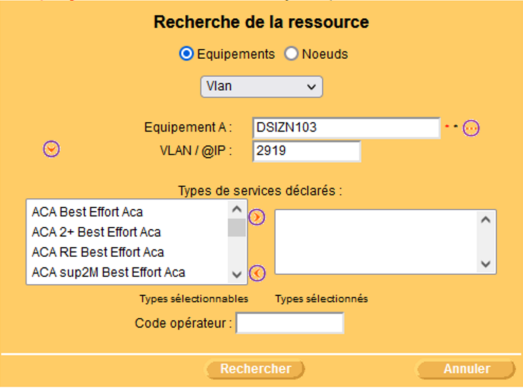 Recherche de la ressource
Equipements Noeuds
Vlan
Equipement A : DSIZN103
VLAN / @IP : 2919
Types de services déclarés :
ACA Best Effort Aca
ACA 2+ Best Effort Aca
ACA RE Best Effort Aca
ACA sup2M Best Effort Aca
Types sélectionnables Types sélectionnés
Code opérateur :
Rechercher Annuler